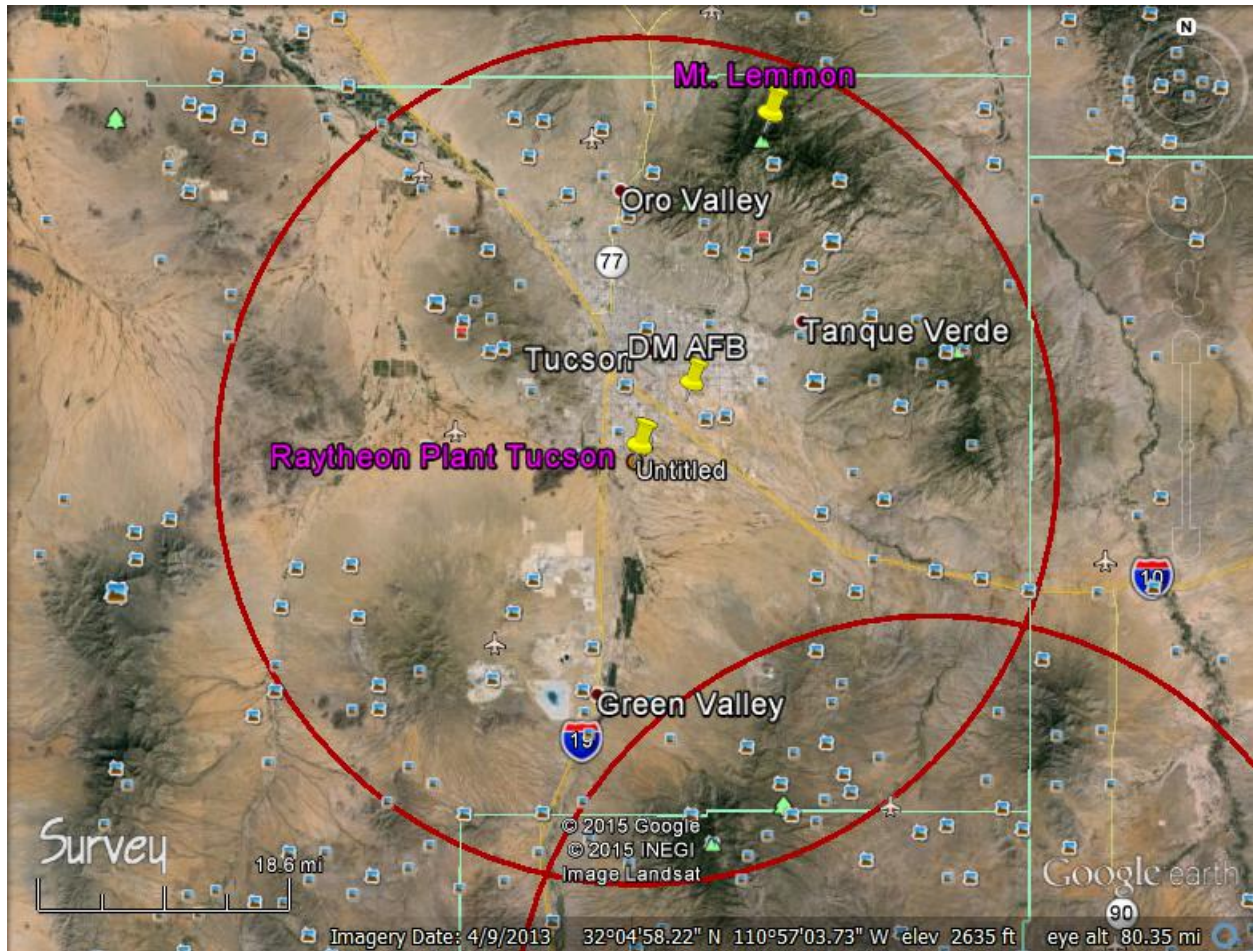 N
Mt. Lemmon
Oro Valley
77
Tanque Verde
Tucson
DM AFB
Raytheon Plant Tucson
Untitled
10
Green Valley
19
© 2015 Google
© 2015 INEGI
Image Landsat
Survey
18.6 mi
Google earth
90
Imagery Date: 4/9/2013 32°04'58.22" N 110°57'03.73" W elev 2635 ft eye alt 80.35 mi